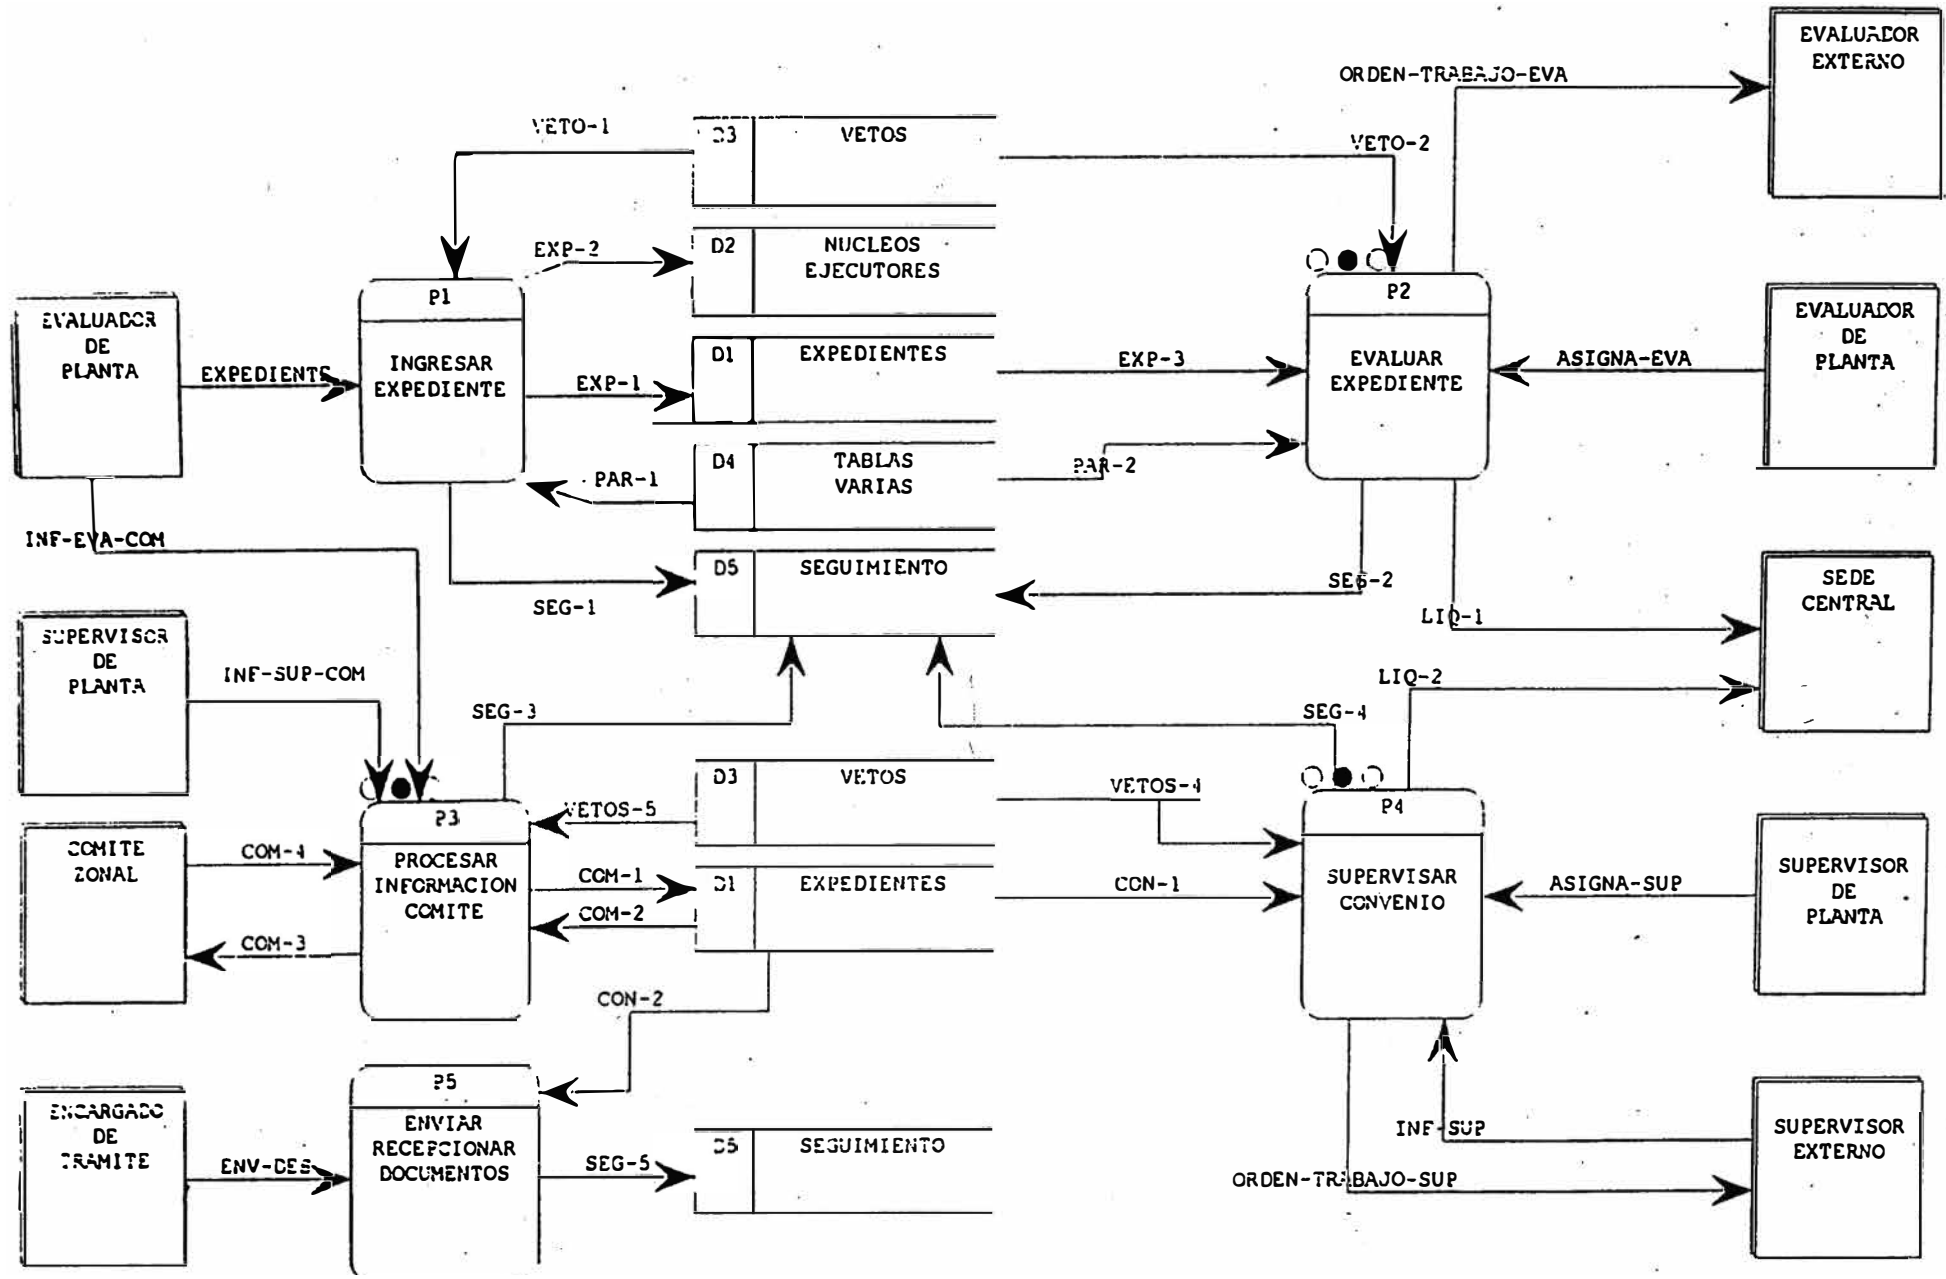 EVALUADOR
EXTERNO
ORDEN-TRABAJO-EVA
VETO-1
D3
VETOS
VETO-2
EXP-2
D2
NUCLEOS
EJECUTORES
P1
P2
EVALUADOR
DE
PLANTA
EVALUADOR
DE
PLANTA
EXPEDIENTE
INGRESAR
EXPEDIENTE
EXP-1
D1
EXPEDIENTES
EXP-3
EVALUAR
EXPEDIENTE
ASIGNA-EVA
PAR-1
D4
TABLAS
VARIAS
PAR-2
INF-EVA-COM
SEG-1
D5
SEGUIMIENTO
SEG-2
LIQ-1
SEDE
CENTRAL
SUPERVISOR
DE
PLANTA
INF-SUP-COM
SEG-3
SEG-4
LIQ-2
P3
VETOS-5
D3
VETOS
VETOS-4
P4
COMITE
ZONAL
COM-4
COM-3
PROCESAR
INFORMACION
COMITE
COM-1
COM-2
D1
EXPEDIENTES
CON-1
SUPERVISAR
CONVENIO
ASIGNA-SUP
SUPERVISOR
DE
PLANTA
CON-2
P5
ENCARGADO
DE
TRAMITE
ENV-DES
ENVIAR
RECEPCIONAR
DOCUMENTOS
SEG-5
D5
SEGUIMIENTO
INF-SUP
ORDEN-TRABAJO-SUP
SUPERVISOR
EXTERNO